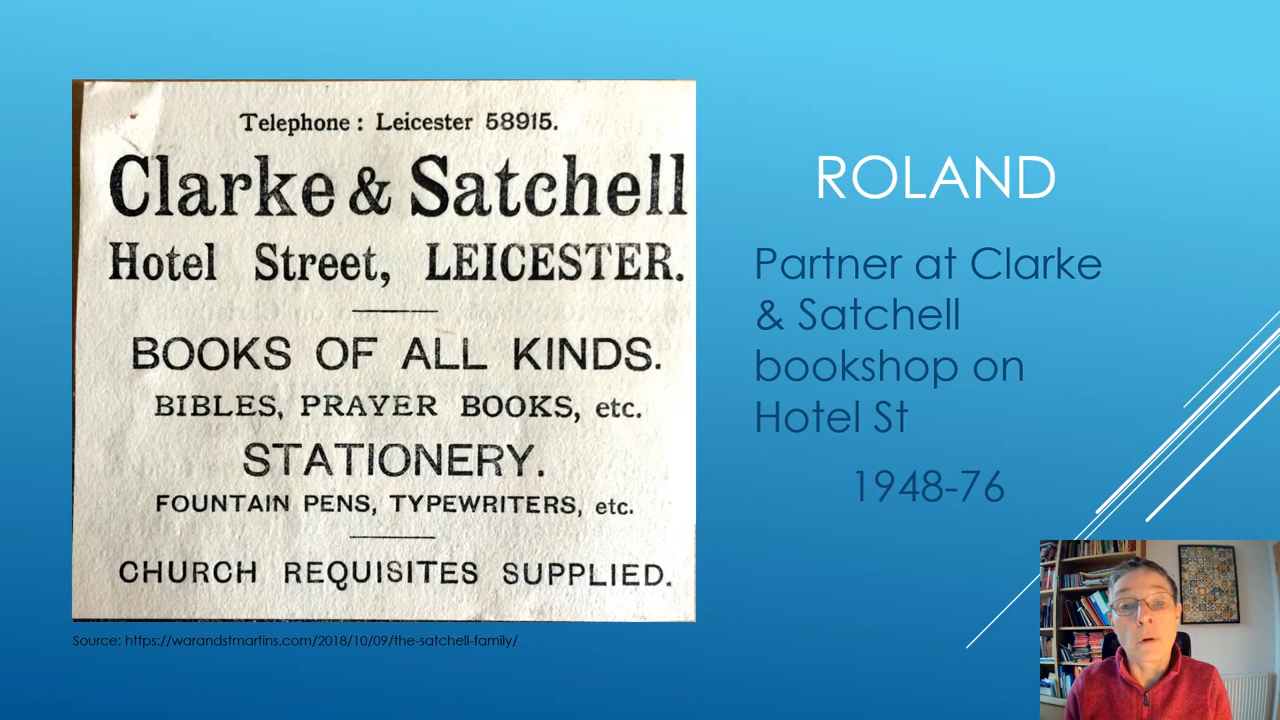 Telephone : Leicester 58915.
Clarke & Satchell
Hotel Street, LEICESTER.
BOOKS OF ALL KINDS.
BIBLES, PRAYER BOOKS, etc.
STATIONERY.
FOUNTAIN PENS, TYPEWRITERS, etc.
CHURCH REQUISITES SUPPLIED.
Source: https://warandstmartins.com/2018/10/09/the-satchell-family/
ROLAND
Partner at Clarke
& Satchell
bookshop on
Hotel St
1948-76